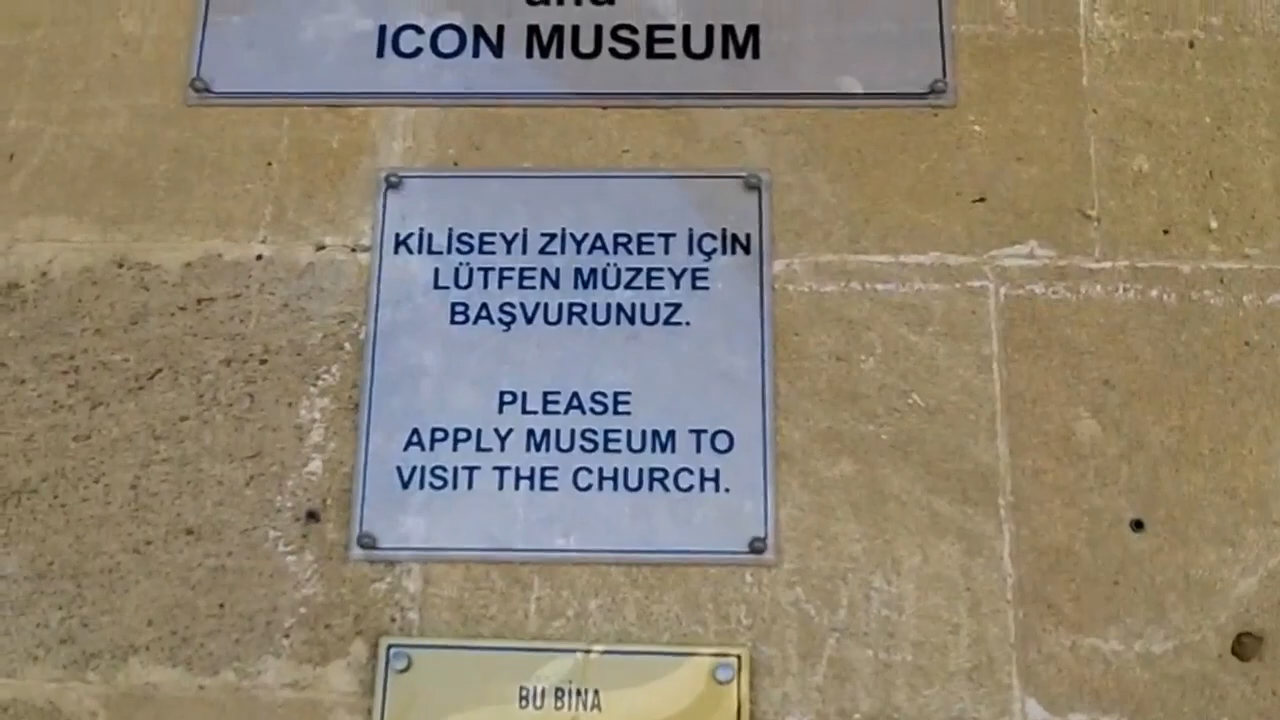 and
ICON MUSEUM
KİLİSEYİ ZİYARET İÇİN
LÜTFEN MÜZEYE
BAŞVURUNUZ.
PLEASE
APPLY MUSEUM TO
VISIT THE CHURCH.
BU BİNA